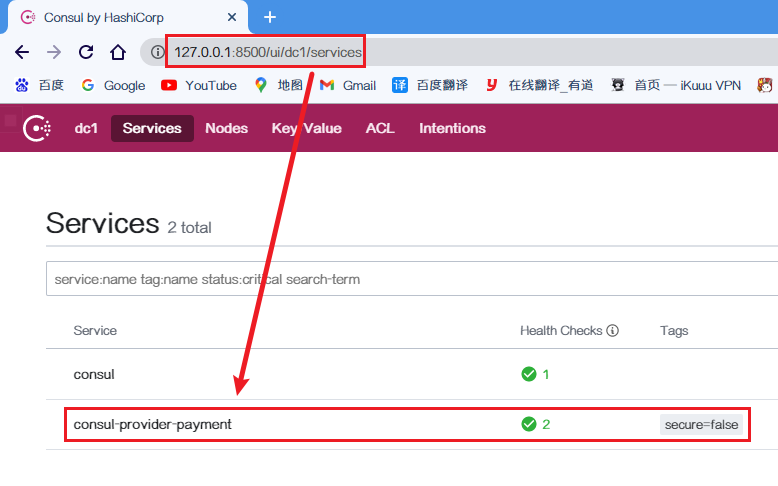 Consul by HashiCorp
127.0.0.1:8500/ui/dc1/services
百度 Google YouTube 地图 Gmail 百度翻译 在线翻译_有道 首页 — iKuuu VPN
dc1 Services Nodes Key/Value ACL Intentions
Services 2 total
service:name tag:name status:critical search-term
Service Health Checks Tags
consul 1
consul-provider-payment 2 secure=false